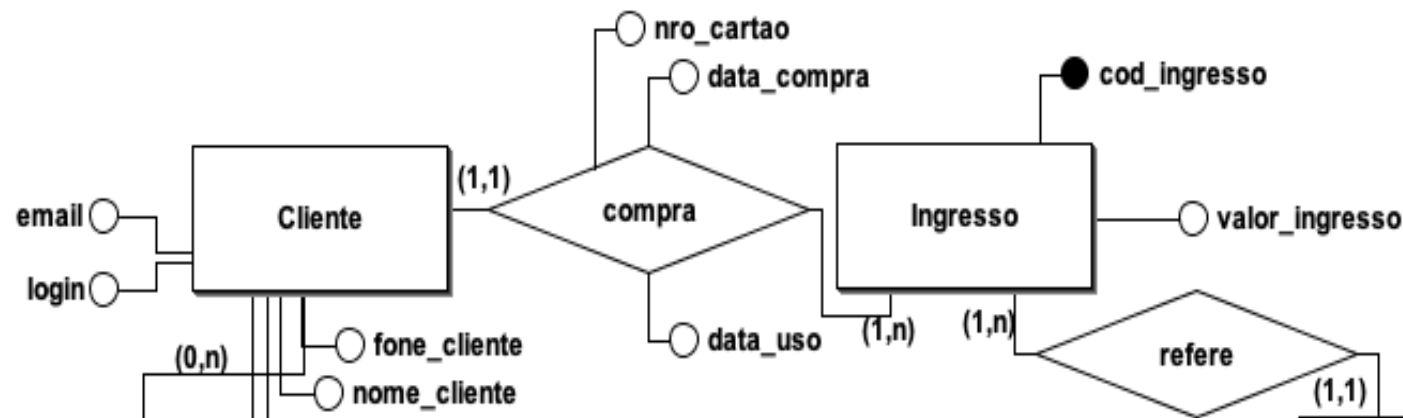 nro_cartao
data_compra
cod_ingresso
(1,1)
email
Cliente
compra
Ingresso
valor_ingresso
login
data_uso
(1,n)
(1,n)
fone_cliente
(0,n)
refere
nome_cliente
(1,1)